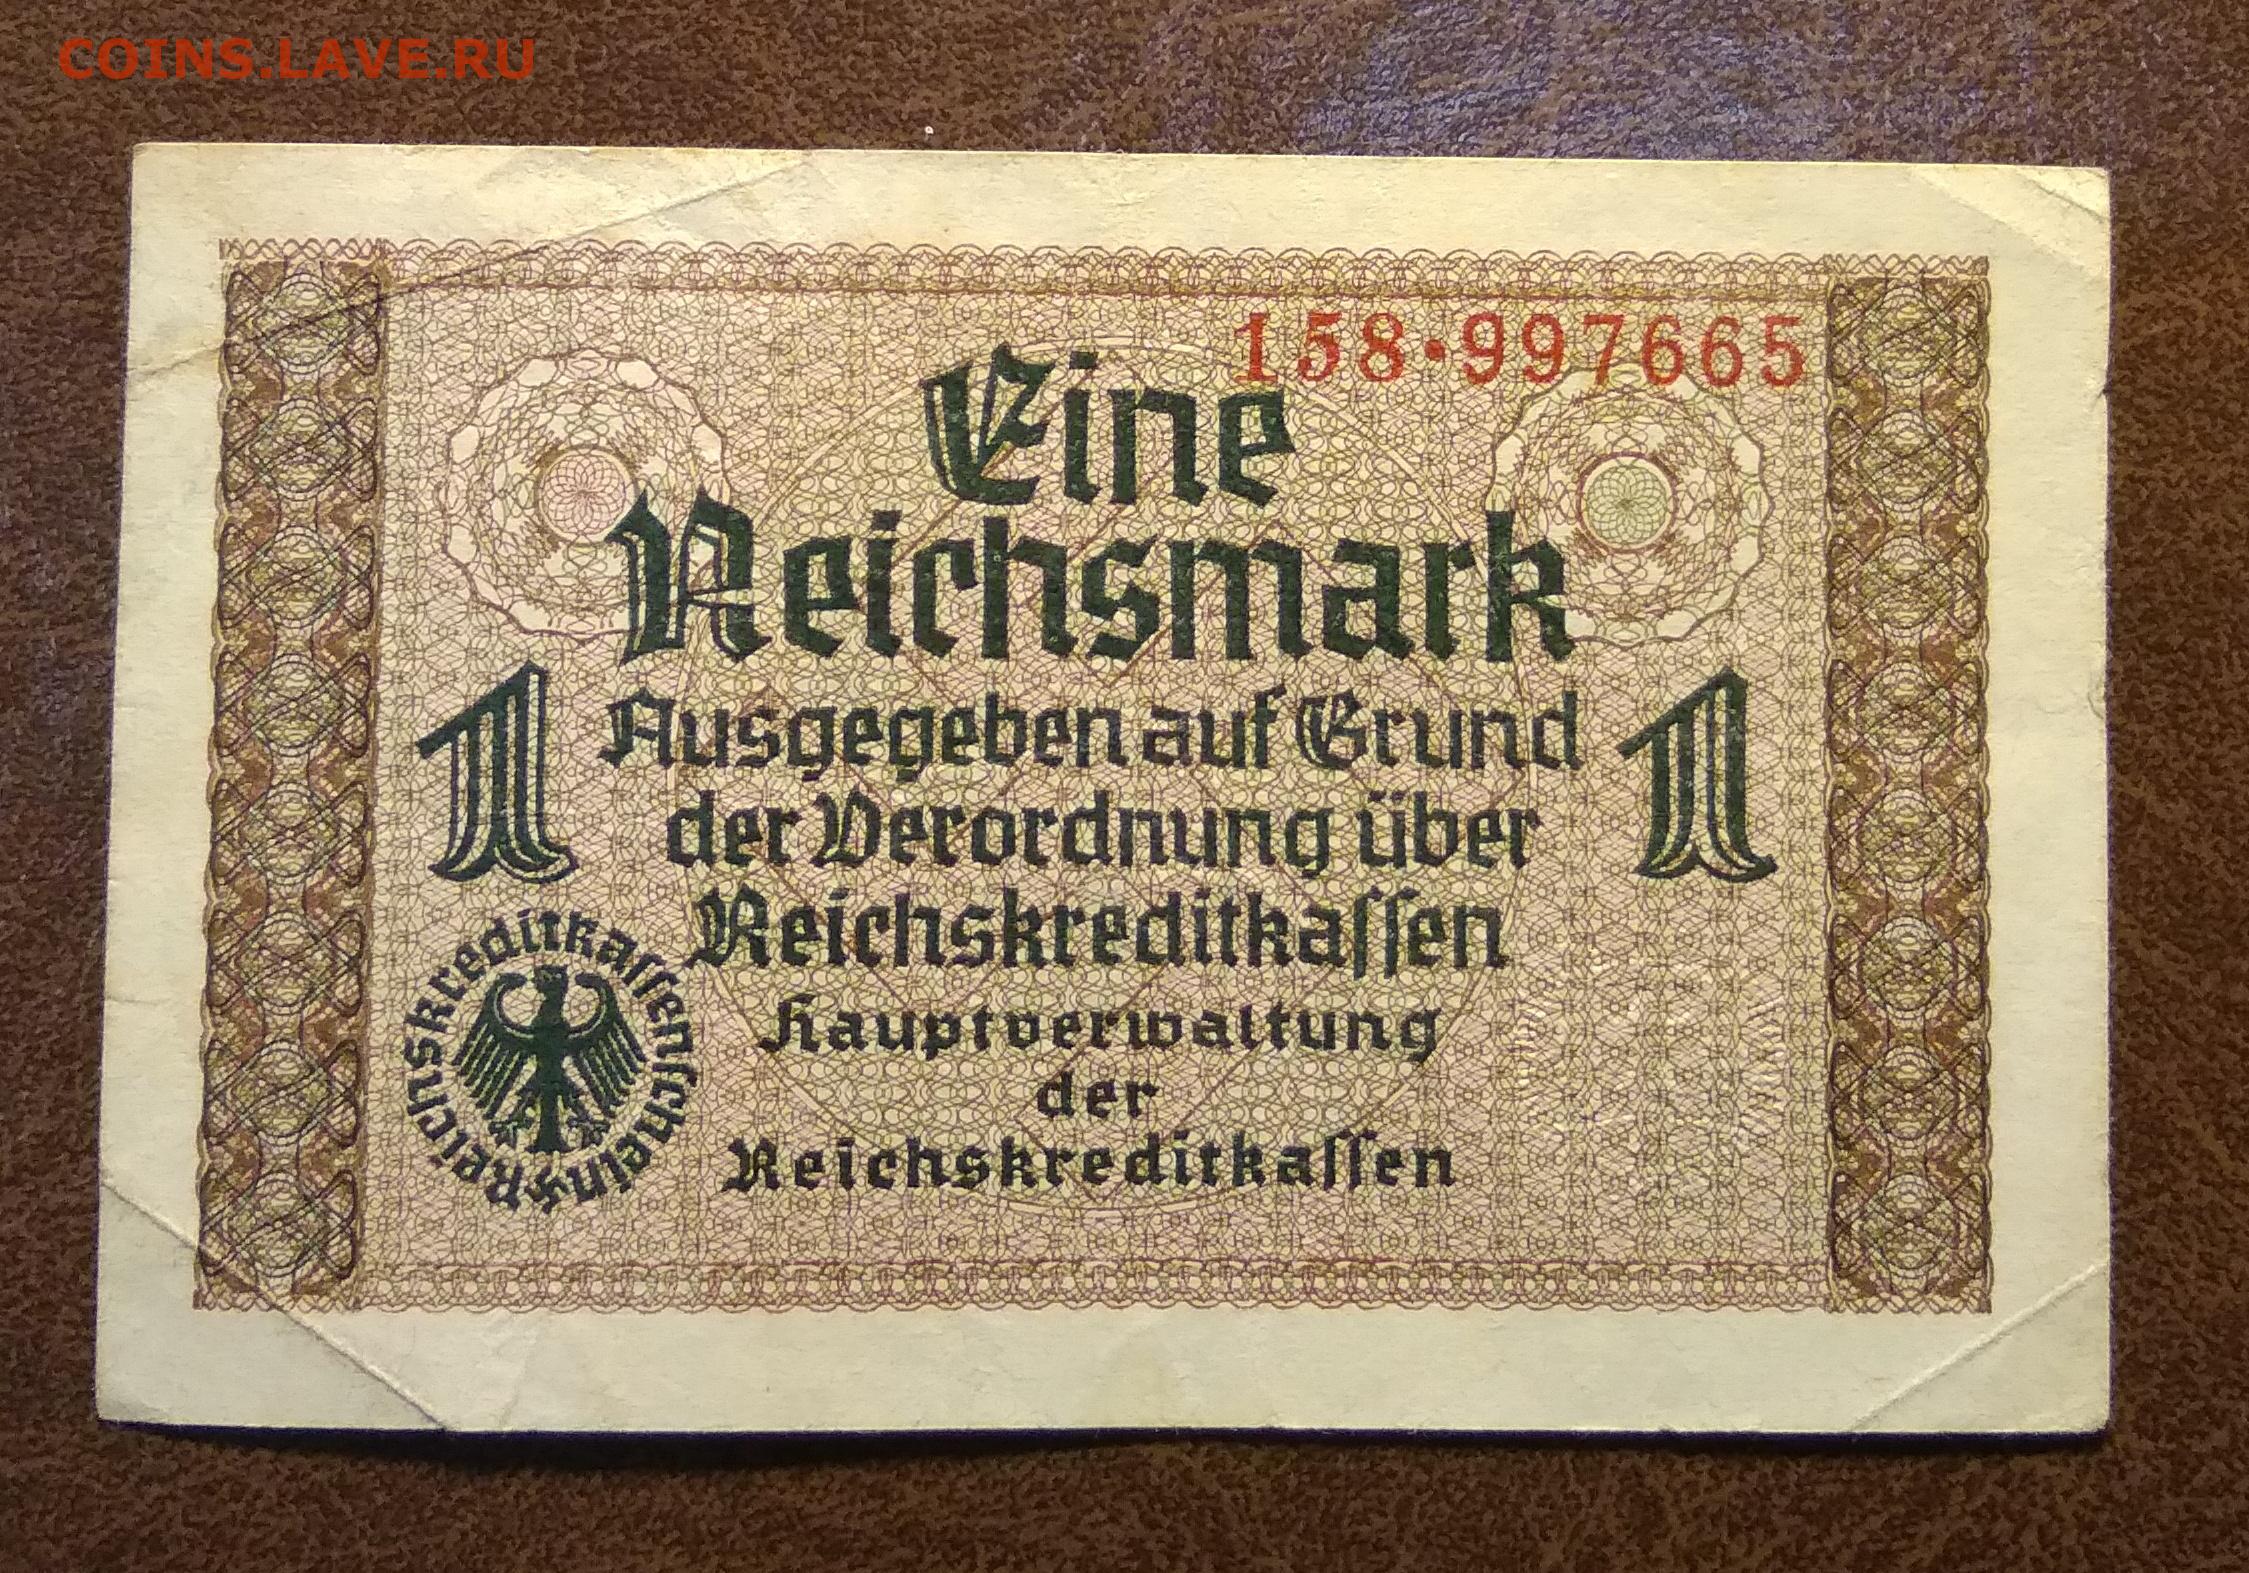 COINS.LAVE.RU
158·997665
Eine
Reichsmark
1 Ausgegeben auf Grund 1
der Verordnung über
Reichskreditkaſſen
Hauptverwaltung
der
Reichskreditkaſſen
Reichskreditkaſſenſchein